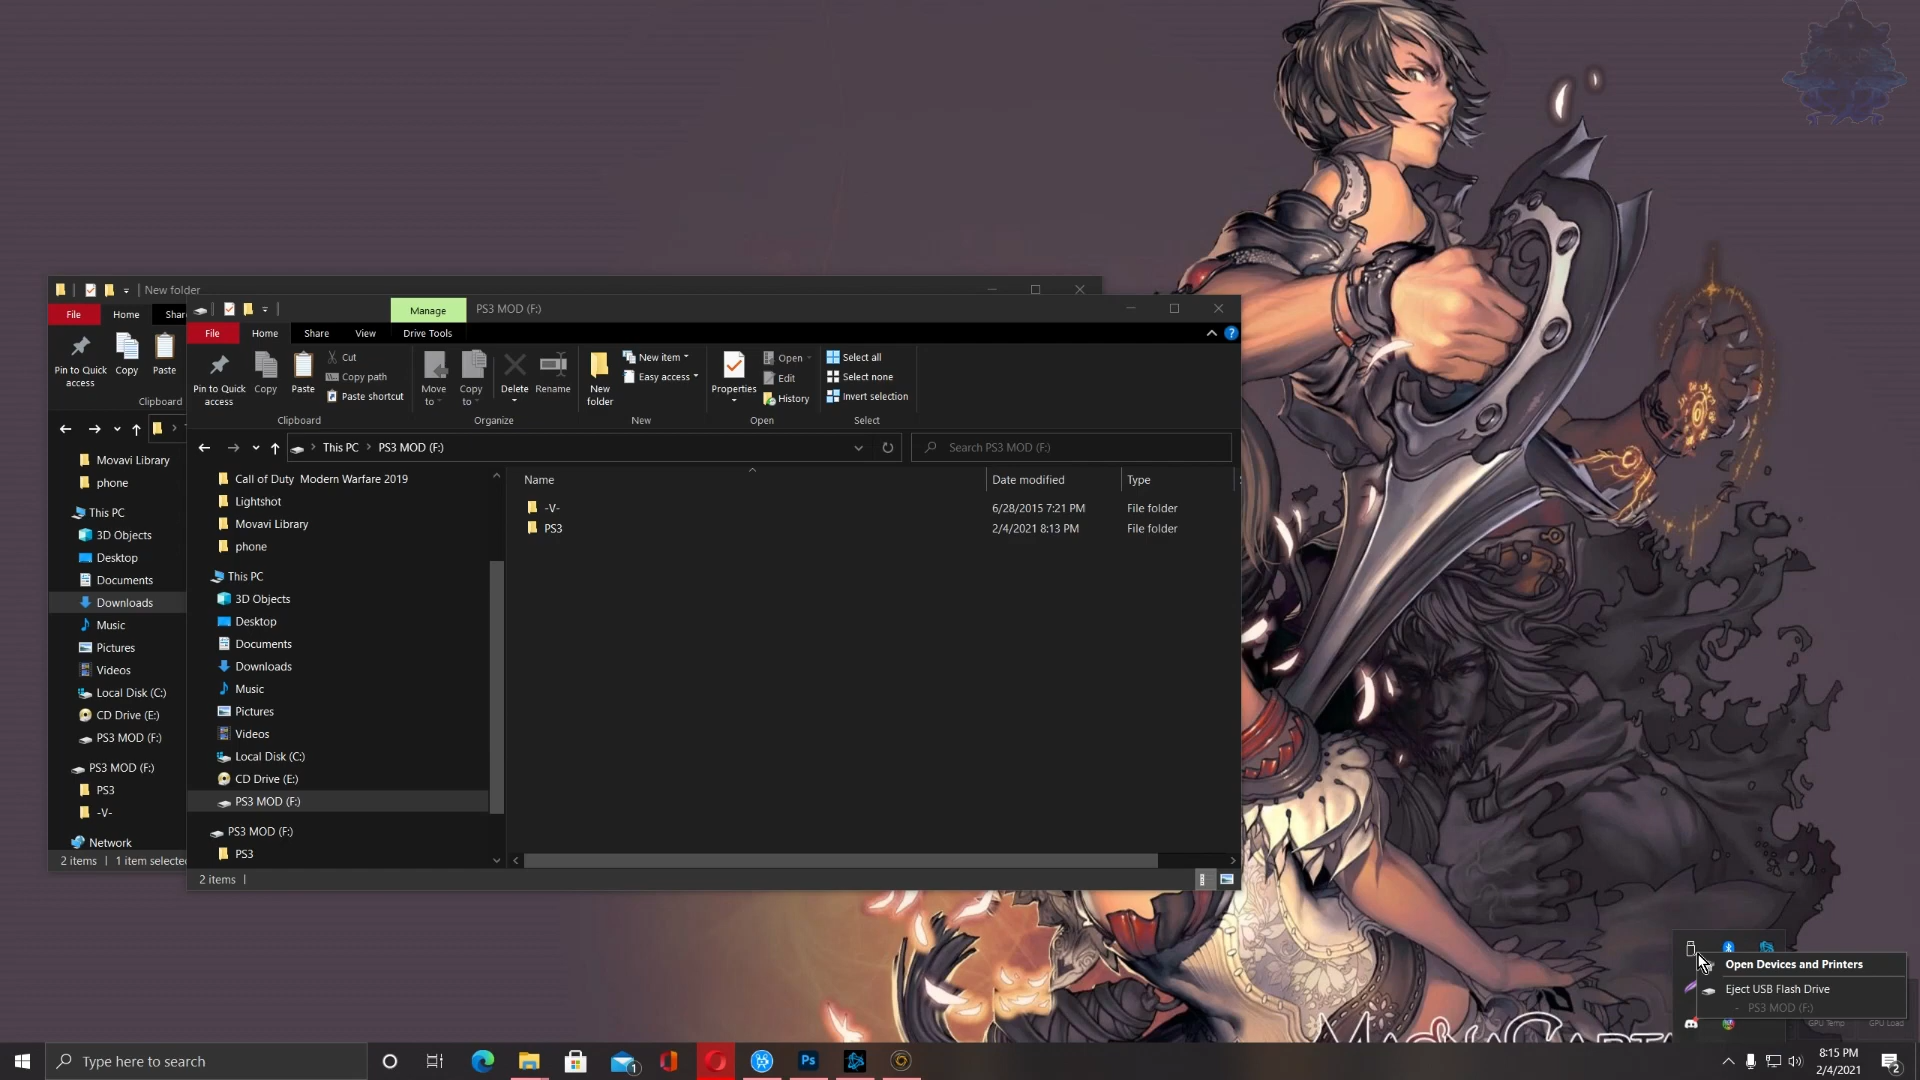 New folder
File
Home
Shar
Pin to Quick access
Copy
Paste
Clipboard
Movavi Library
phone
This PC
3D Objects
Desktop
Documents
Downloads
Music
Pictures
Videos
Local Disk (C:)
CD Drive (E:)
PS3 MOD (F:)
PS3 MOD (F:)
PS3
-V-
Network
2 items
1 item selected
Manage
PS3 MOD (F:)
File
Home
Share
View
Drive Tools
Pin to Quick access
Copy
Paste
Cut
Copy path
Paste shortcut
Clipboard
Move to
Copy to
Delete
Rename
Organize
New folder
New item
Easy access
New
Properties
Open
Edit
History
Open
Select all
Select none
Invert selection
Select
This PC
PS3 MOD (F:)
Search PS3 MOD (F:)
Call of Duty Modern Warfare 2019
Lightshot
Movavi Library
phone
This PC
3D Objects
Desktop
Documents
Downloads
Music
Pictures
Videos
Local Disk (C:)
CD Drive (E:)
PS3 MOD (F:)
PS3 MOD (F:)
PS3
Name
Date modified
Type
-V-
6/28/2015 7:21 PM
File folder
PS3
2/4/2021 8:13 PM
File folder
2 items
Open Devices and Printers
Eject USB Flash Drive
- PS3 MOD (F:)
GPU Temp
GPU Load
Type here to search
1
Ps
8:15 PM
2/4/2021
2